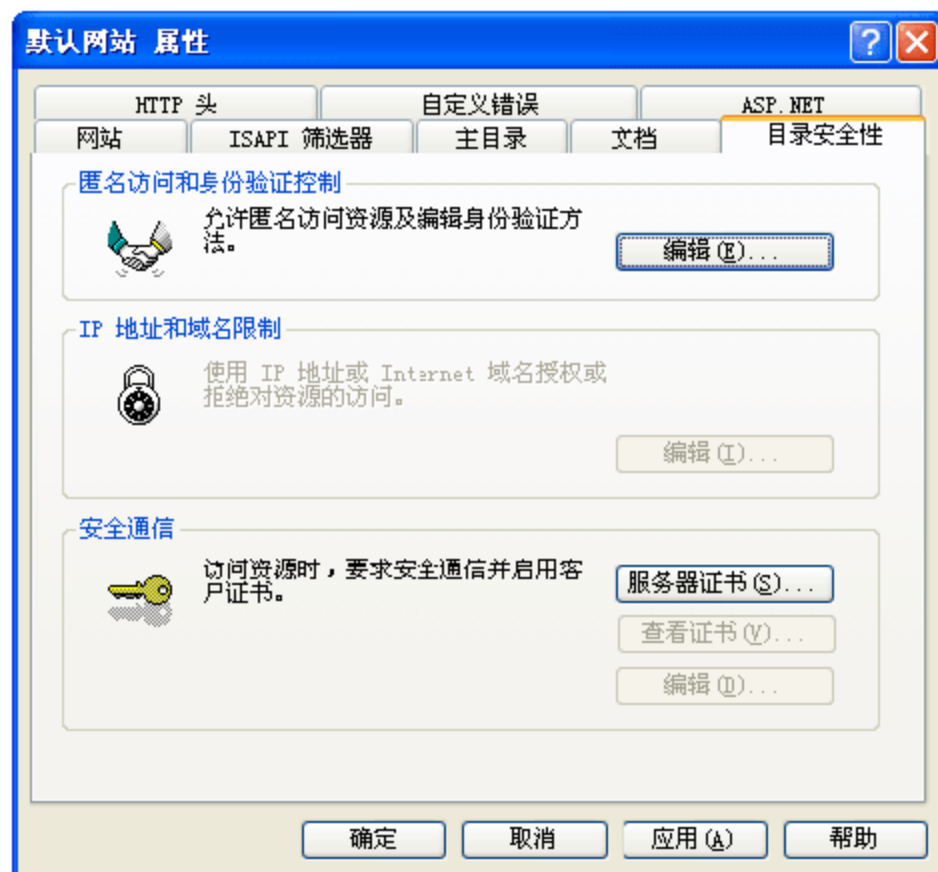 默认网站 属性
HTTP 头
自定义错误
ASP.NET
网站
ISAPI 筛选器
主目录
文档
目录安全性
匿名访问和身份验证控制
允许匿名访问资源及编辑身份验证方
法。
编辑(E)...
IP 地址和域名限制
使用 IP 地址或 Internet 域名授权或
拒绝对资源的访问。
编辑(I)...
安全通信
访问资源时，要求安全通信并启用客
户证书。
服务器证书(S)...
查看证书(V)...
编辑(D)...
确定
取消
应用(A)
帮助